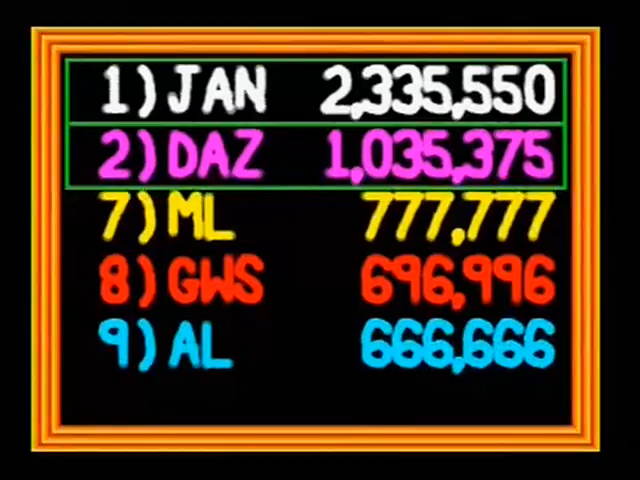 1) JAN 2,335,550
2) DAZ 1,035,375
7) ML 777,777
8) GWS 696,996
9) AL 666,666